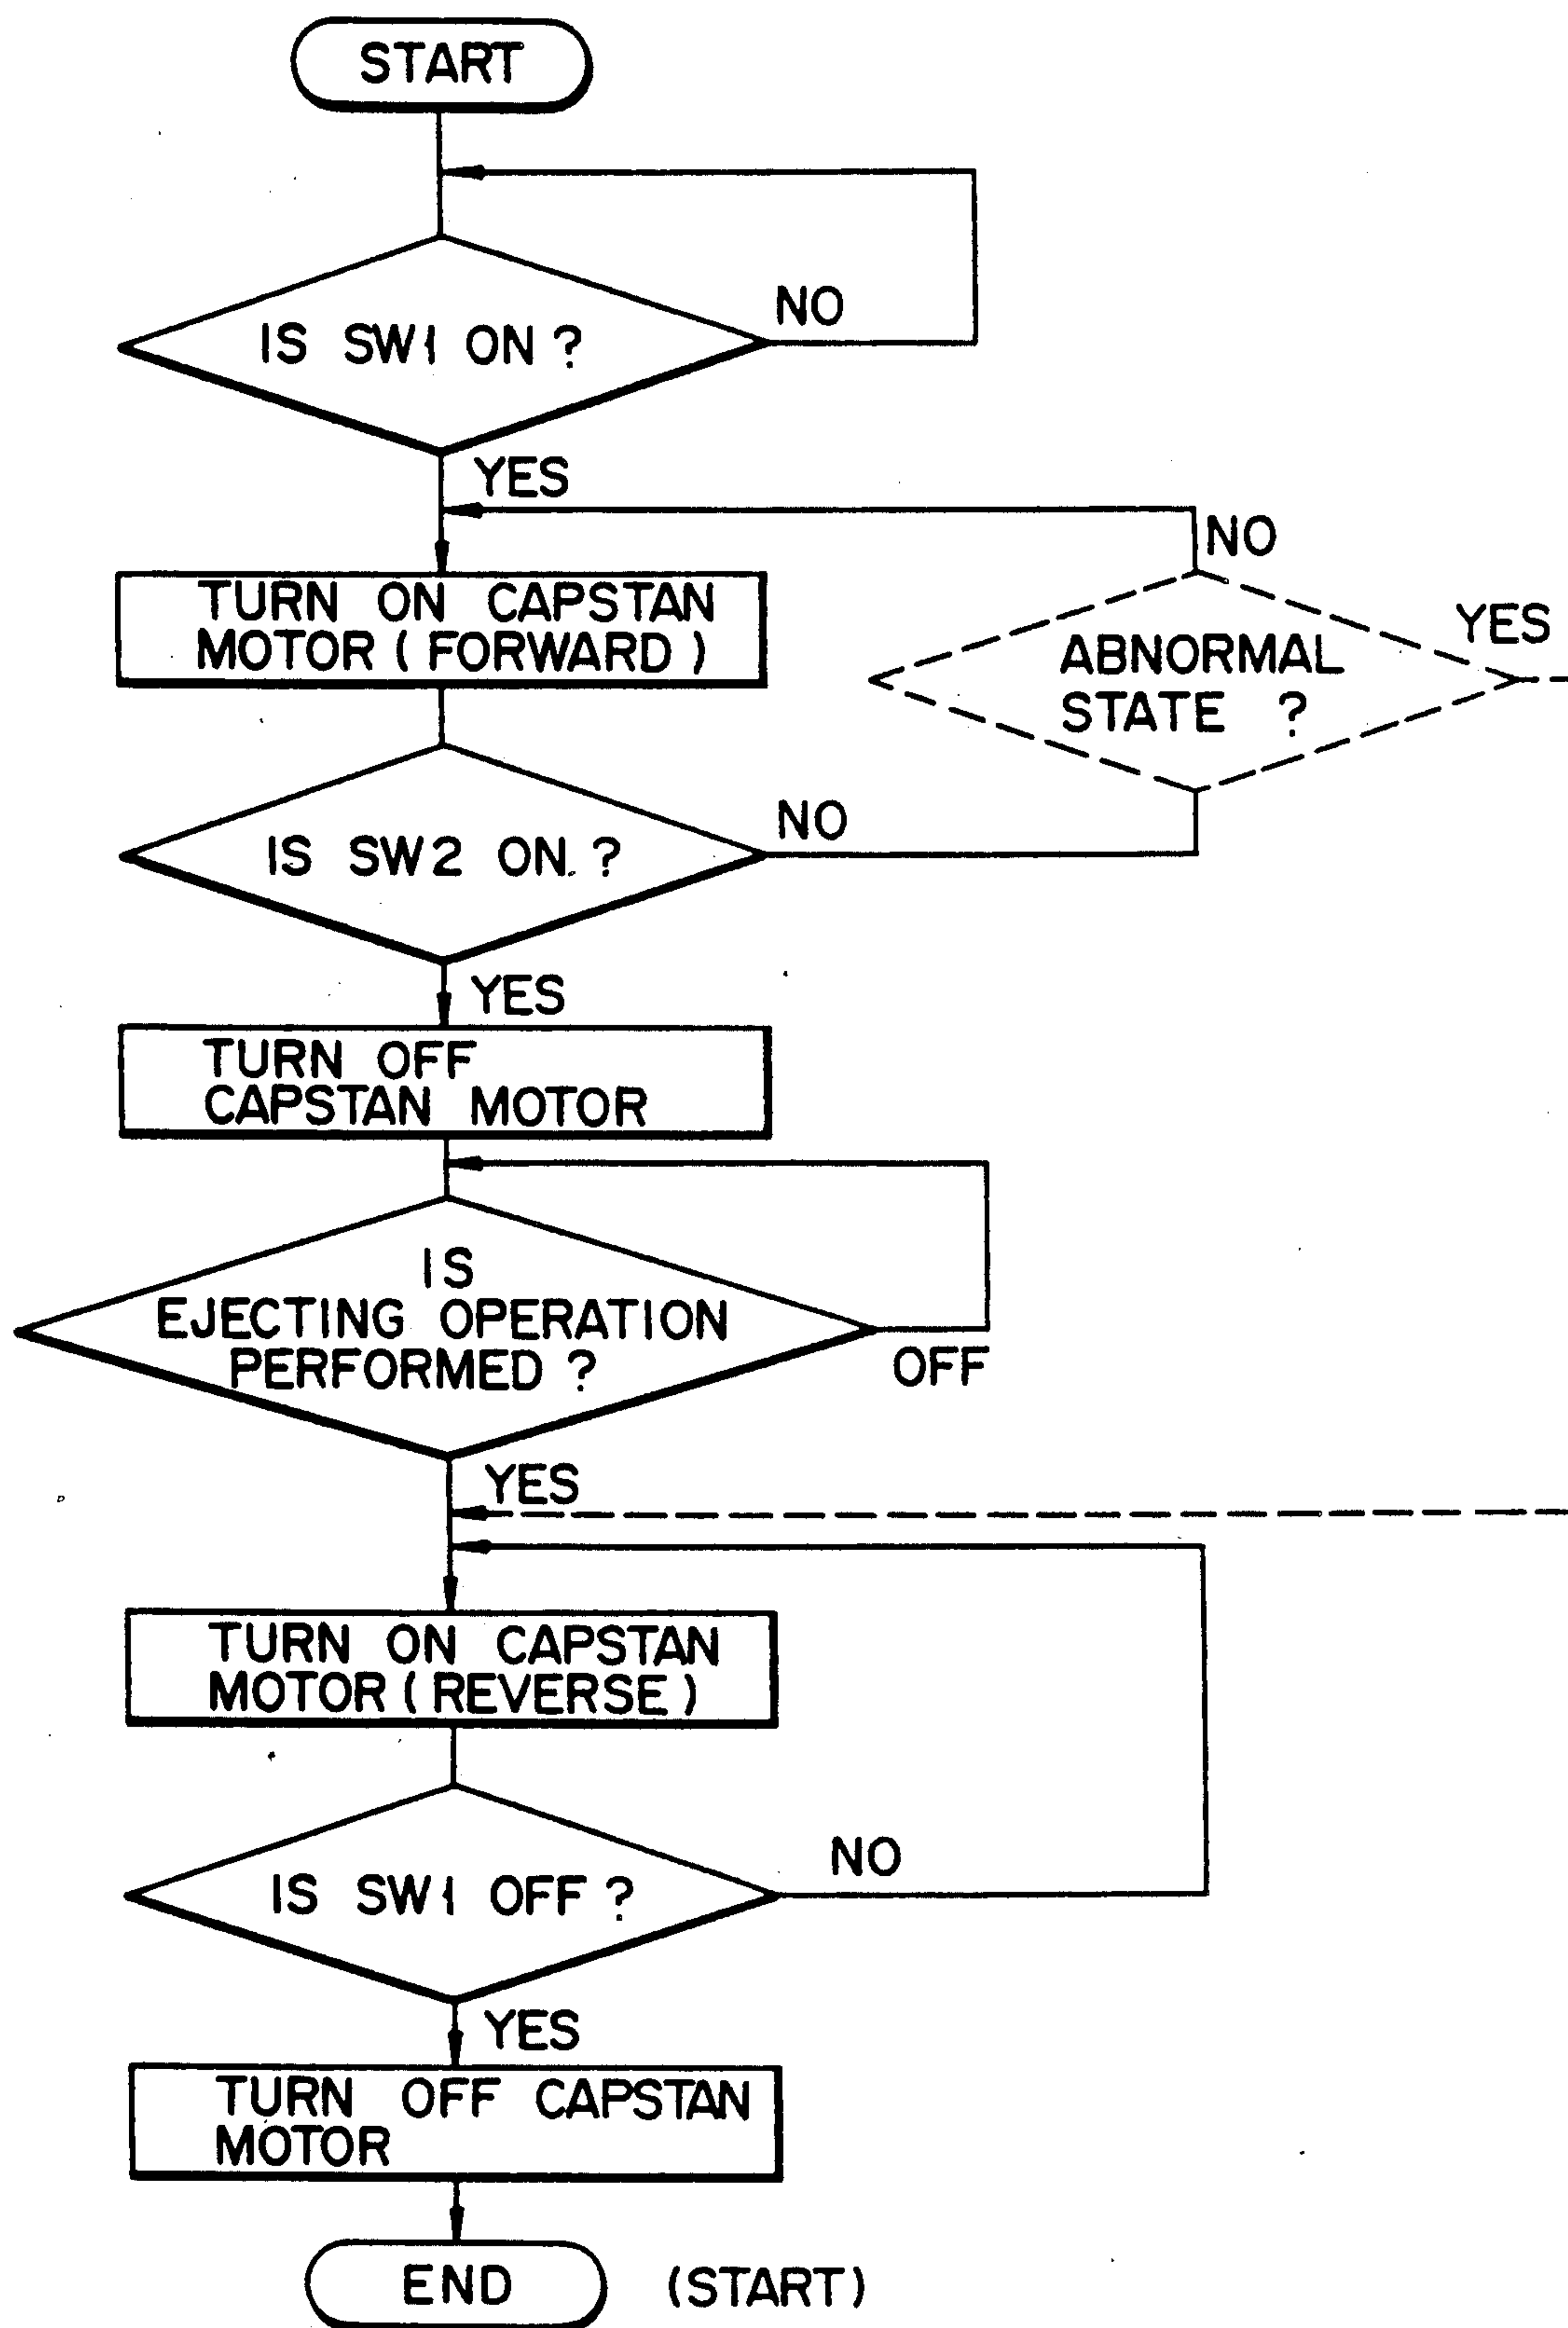 START
IS SW1 ON ?
NO
YES
TURN ON CAPSTAN
MOTOR ( FORWARD )
NO
ABNORMAL
STATE ?
YES
IS SW2 ON ?
NO
YES
TURN OFF
CAPSTAN MOTOR
IS
EJECTING OPERATION
PERFORMED ?
OFF
YES
TURN ON CAPSTAN
MOTOR ( REVERSE )
IS SW1 OFF ?
NO
YES
TURN OFF CAPSTAN
MOTOR
END (START)